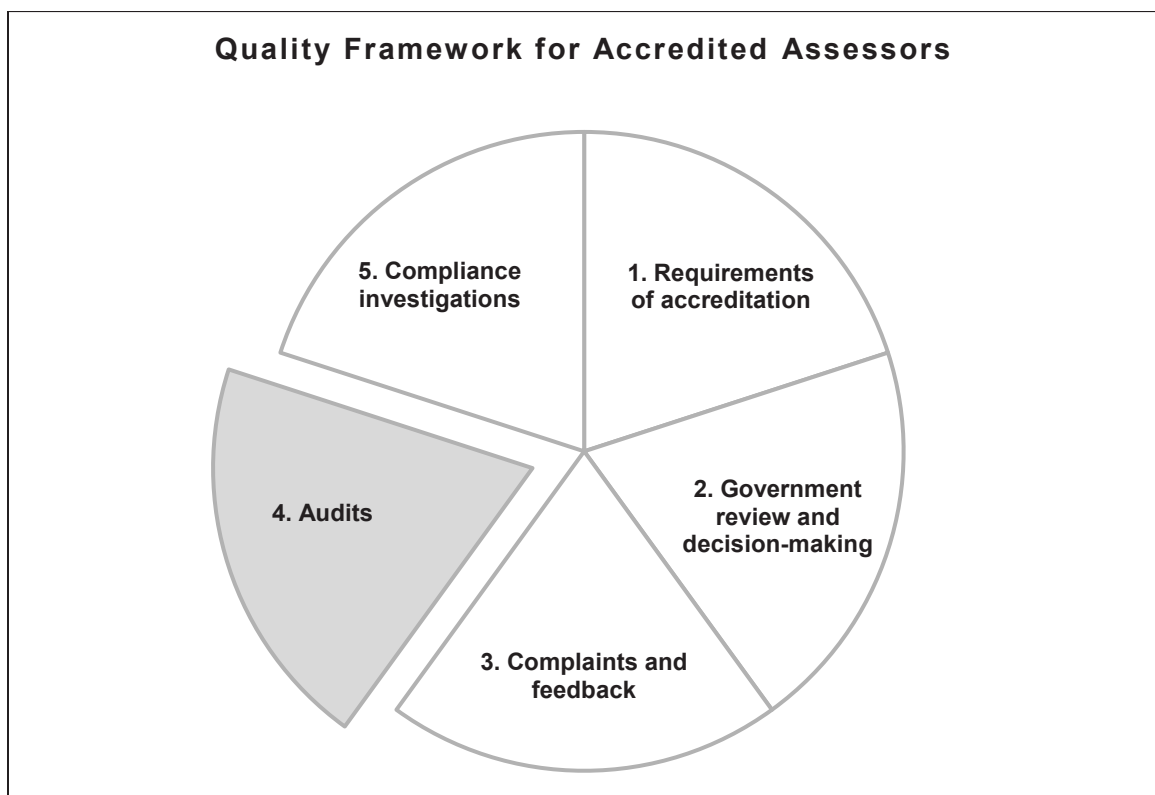 Quality Framework for Accredited Assessors
1. Requirements
of accreditation
2. Government
review and
decision-making
3. Complaints and
feedback
4. Audits
5. Compliance
investigations